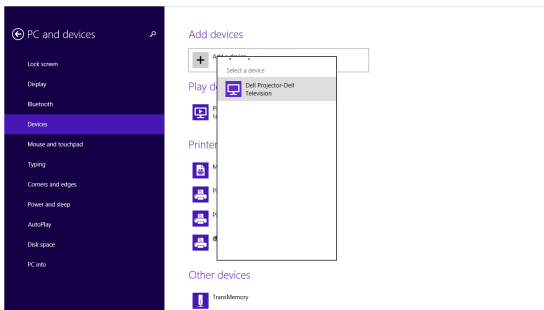 PC and devices
Lock screen
Display
Bluetooth
Devices
Mouse and touchpad
Typing
Corners and edges
Power and sleep
AutoPlay
Disk space
PC info
Add devices
Select a device
Dell Projector-Dell
Television
Play d
P
N
Printer
M
P
P
Other devices
TransMemory